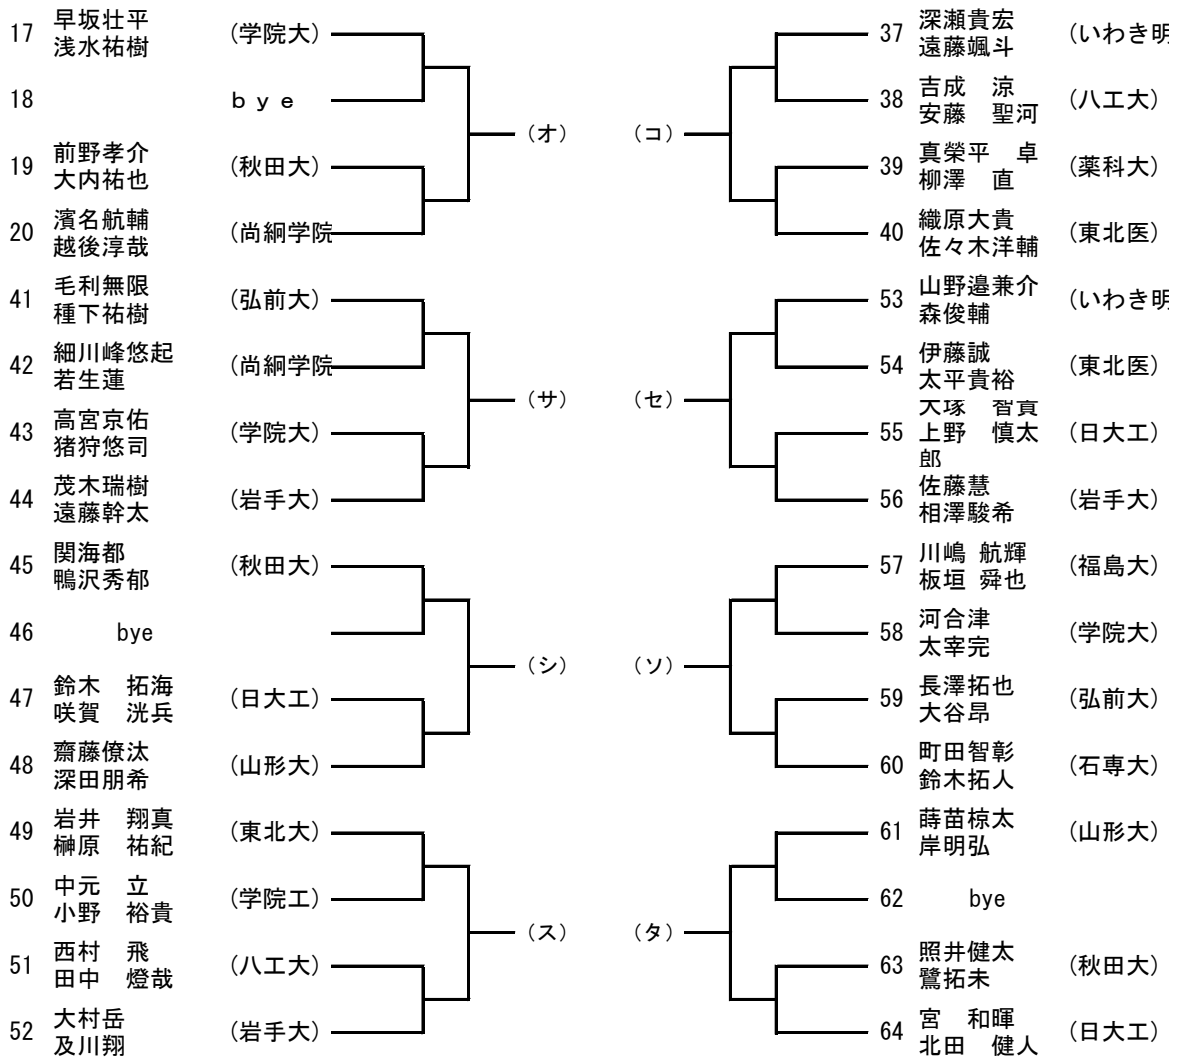 17 早坂壮平 (学院大)
浅水祐樹
18 ｂｙｅ
(オ)
19 前野孝介 (秋田大)
大内祐也
20 濱名航輔 (尚絅学院
越後淳哉
41 毛利無限 (弘前大)
種下祐樹
42 細川峰悠起 (尚絅学院
若生蓮
(サ)
43 高宮京佑 (学院大)
猪狩悠司
44 茂木瑞樹 (岩手大)
遠藤幹太
45 関海都 (秋田大)
鴨沢秀郁
46 bye
(シ)
47 鈴木　拓海 (日大工)
咲賀　洸兵
48 齋藤僚汰 (山形大)
深田朋希
49 岩井　翔真 (東北大)
榊原　祐紀
50 中元　立 (学院工)
小野　裕貴
(ス)
51 西村　飛 (八工大)
田中　燈哉
52 大村岳 (岩手大)
及川翔
37 深瀬貴宏 (いわき明
遠藤颯斗
38 吉成　涼 (八工大)
安藤　聖河
(コ)
39 真榮平　卓 (薬科大)
柳澤　直
40 織原大貴 (東北医)
佐々木洋輔
53 山野邉兼介 (いわき明
森俊輔
54 伊藤誠 (東北医)
太平貴裕
(セ)
55 上野　慎太 (日大工)
郎
56 佐藤慧 (岩手大)
相澤駿希
57 川嶋 航輝 (福島大)
板垣 舜也
58 河合津 (学院大)
太宰完
(ソ)
59 長澤拓也 (弘前大)
大谷昂
60 町田智彰 (石専大)
鈴木拓人
61 蒔苗椋太 (山形大)
岸明弘
62 bye
(タ)
63 照井健太 (秋田大)
鷺拓未
64 宮　和暉 (日大工)
北田　健人